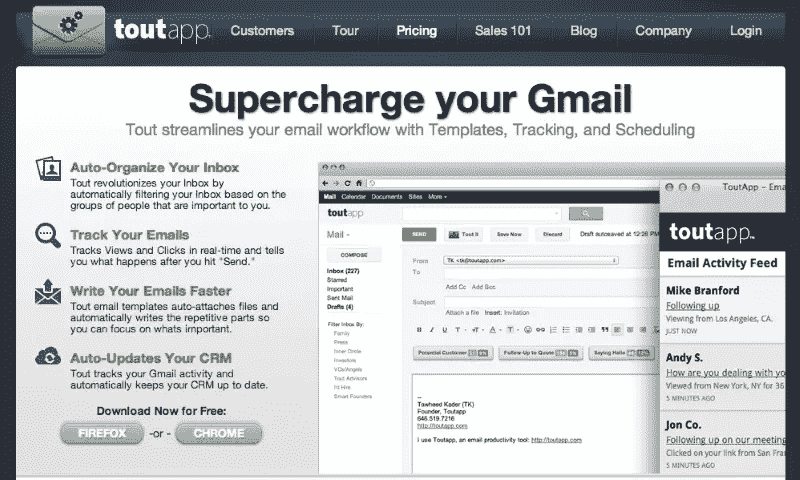 toutapp
Customers
Tour
Pricing
Sales 101
Blog
Company
Login
Supercharge your Gmail
Tout streamlines your email workflow with Templates, Tracking, and Scheduling
Auto-Organize Your Inbox
Tout revolutionizes your Inbox by
automatically filtering your Inbox based on the
groups of people that are important to you.
Track Your Emails
Tracks Views and Clicks in real-time and tells
you what happens after you hit "Send."
Write Your Emails Faster
Tout email templates auto-attaches files and
automatically writes the repetitive parts so
you can focus on whats important.
Auto-Updates Your CRM
Tout tracks your Gmail activity and
automatically keeps your CRM up to date.
Download Now for Free:
FIREFOX -or - CHROME
Mail Calendar Documents Sites More
toutapp
Mail
SEND Tout It Save Now Discard Draft autosaved at 12:28 PM
COMPOSE
Inbox (227)
Starred
Important
Sent Mail
Drafts (4)
Filter Inbox By:
Family
Press
Inner Circle
Investors
VCs/Angels
Tout Advisors
To Hire
Smart Founders
From TK <tk@toutapp.com>
To
Add Cc Add Bcc
Subject
Attach a file Insert: Invitation
Potential Customer Follow-Up to Quote Saying Hello
--
Tawheed Kader (TK)
Founder, Toutapp
646.519.7216
http://toutapp.com
I use Toutapp, an email productivity tool: http://toutapp.com
ToutApp - Ema
toutapp
Email Activity Feed
Mike Branford
Following up
Viewing from Los Angeles, CA.
JUST NOW
Andy S.
How are you dealing with yo
Viewed from New York, NY for 36
5 MINUTES AGO
Jon Co.
Following up on our meeting
Clicked on your link from San Fra
5 MINUTES AGO